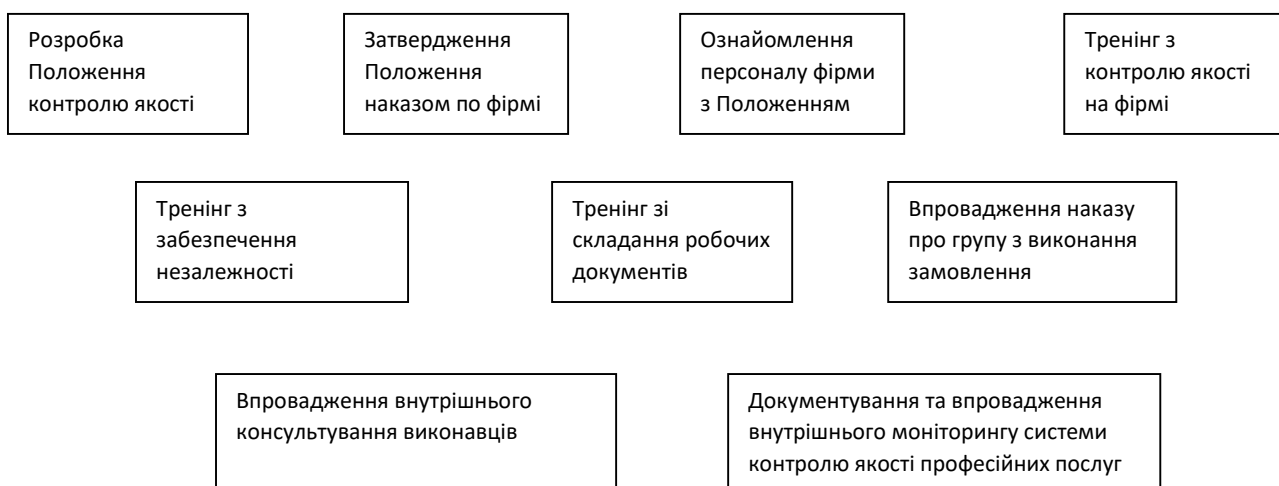 Розробка
Положення
контролю якості
Затвердження
Положення
наказом по фірмі
Ознайомлення
персоналу фірми
з Положенням
Тренінг з
контролю якості
на фірмі
Тренінг з
забезпечення
незалежності
Тренінг зі
складання робочих
документів
Впровадження наказу
про групу з виконання
замовлення
Впровадження внутрішнього
консультування виконавців
Документування та впровадження
внутрішнього моніторингу системи
контролю якості професійних послуг